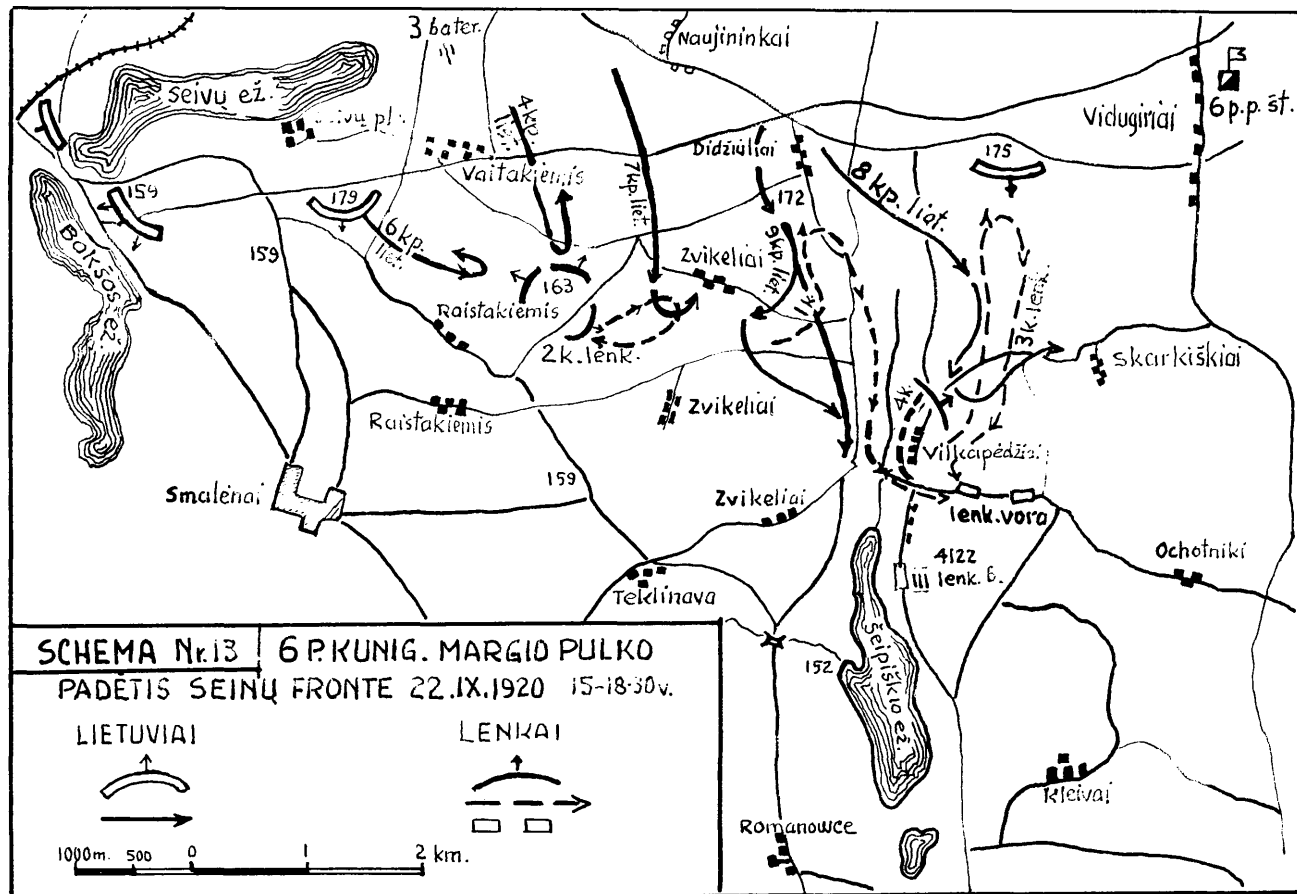 3 bater.
Naujininkai
Seivų ež.
4 kp.
Vidugiriai
6 p.p. št.
Vaitakiemis
Didžiuliai
175
159
179
7 kp. liet.
172
8 kp. liet.
6 kp.
liet.
9 kp. liet.
Bakšos ež.
159
163
Zvikeliai
Raistakiemis
3 k. lenk.
2 k. lenk.
Skarkiškiai
4 k.
Raistakiemis
Zvikeliai
Vilkapėdžiai
159
Smalėnai
Zvikeliai
lenk. vora
4122
III lenk. b.
Ochotniki
Teklinava
152
Šeipiškio ež.
Kleivai
Romanowce
SCHEMA Nr. 13
6 P. KUNIG. MARGIO PULKO
PADĖTIS SEINŲ FRONTE 22.IX.1920 15-18·30 v.
LIETUVIAI
LENKAI
1000 m. 500 0 1 2 km.